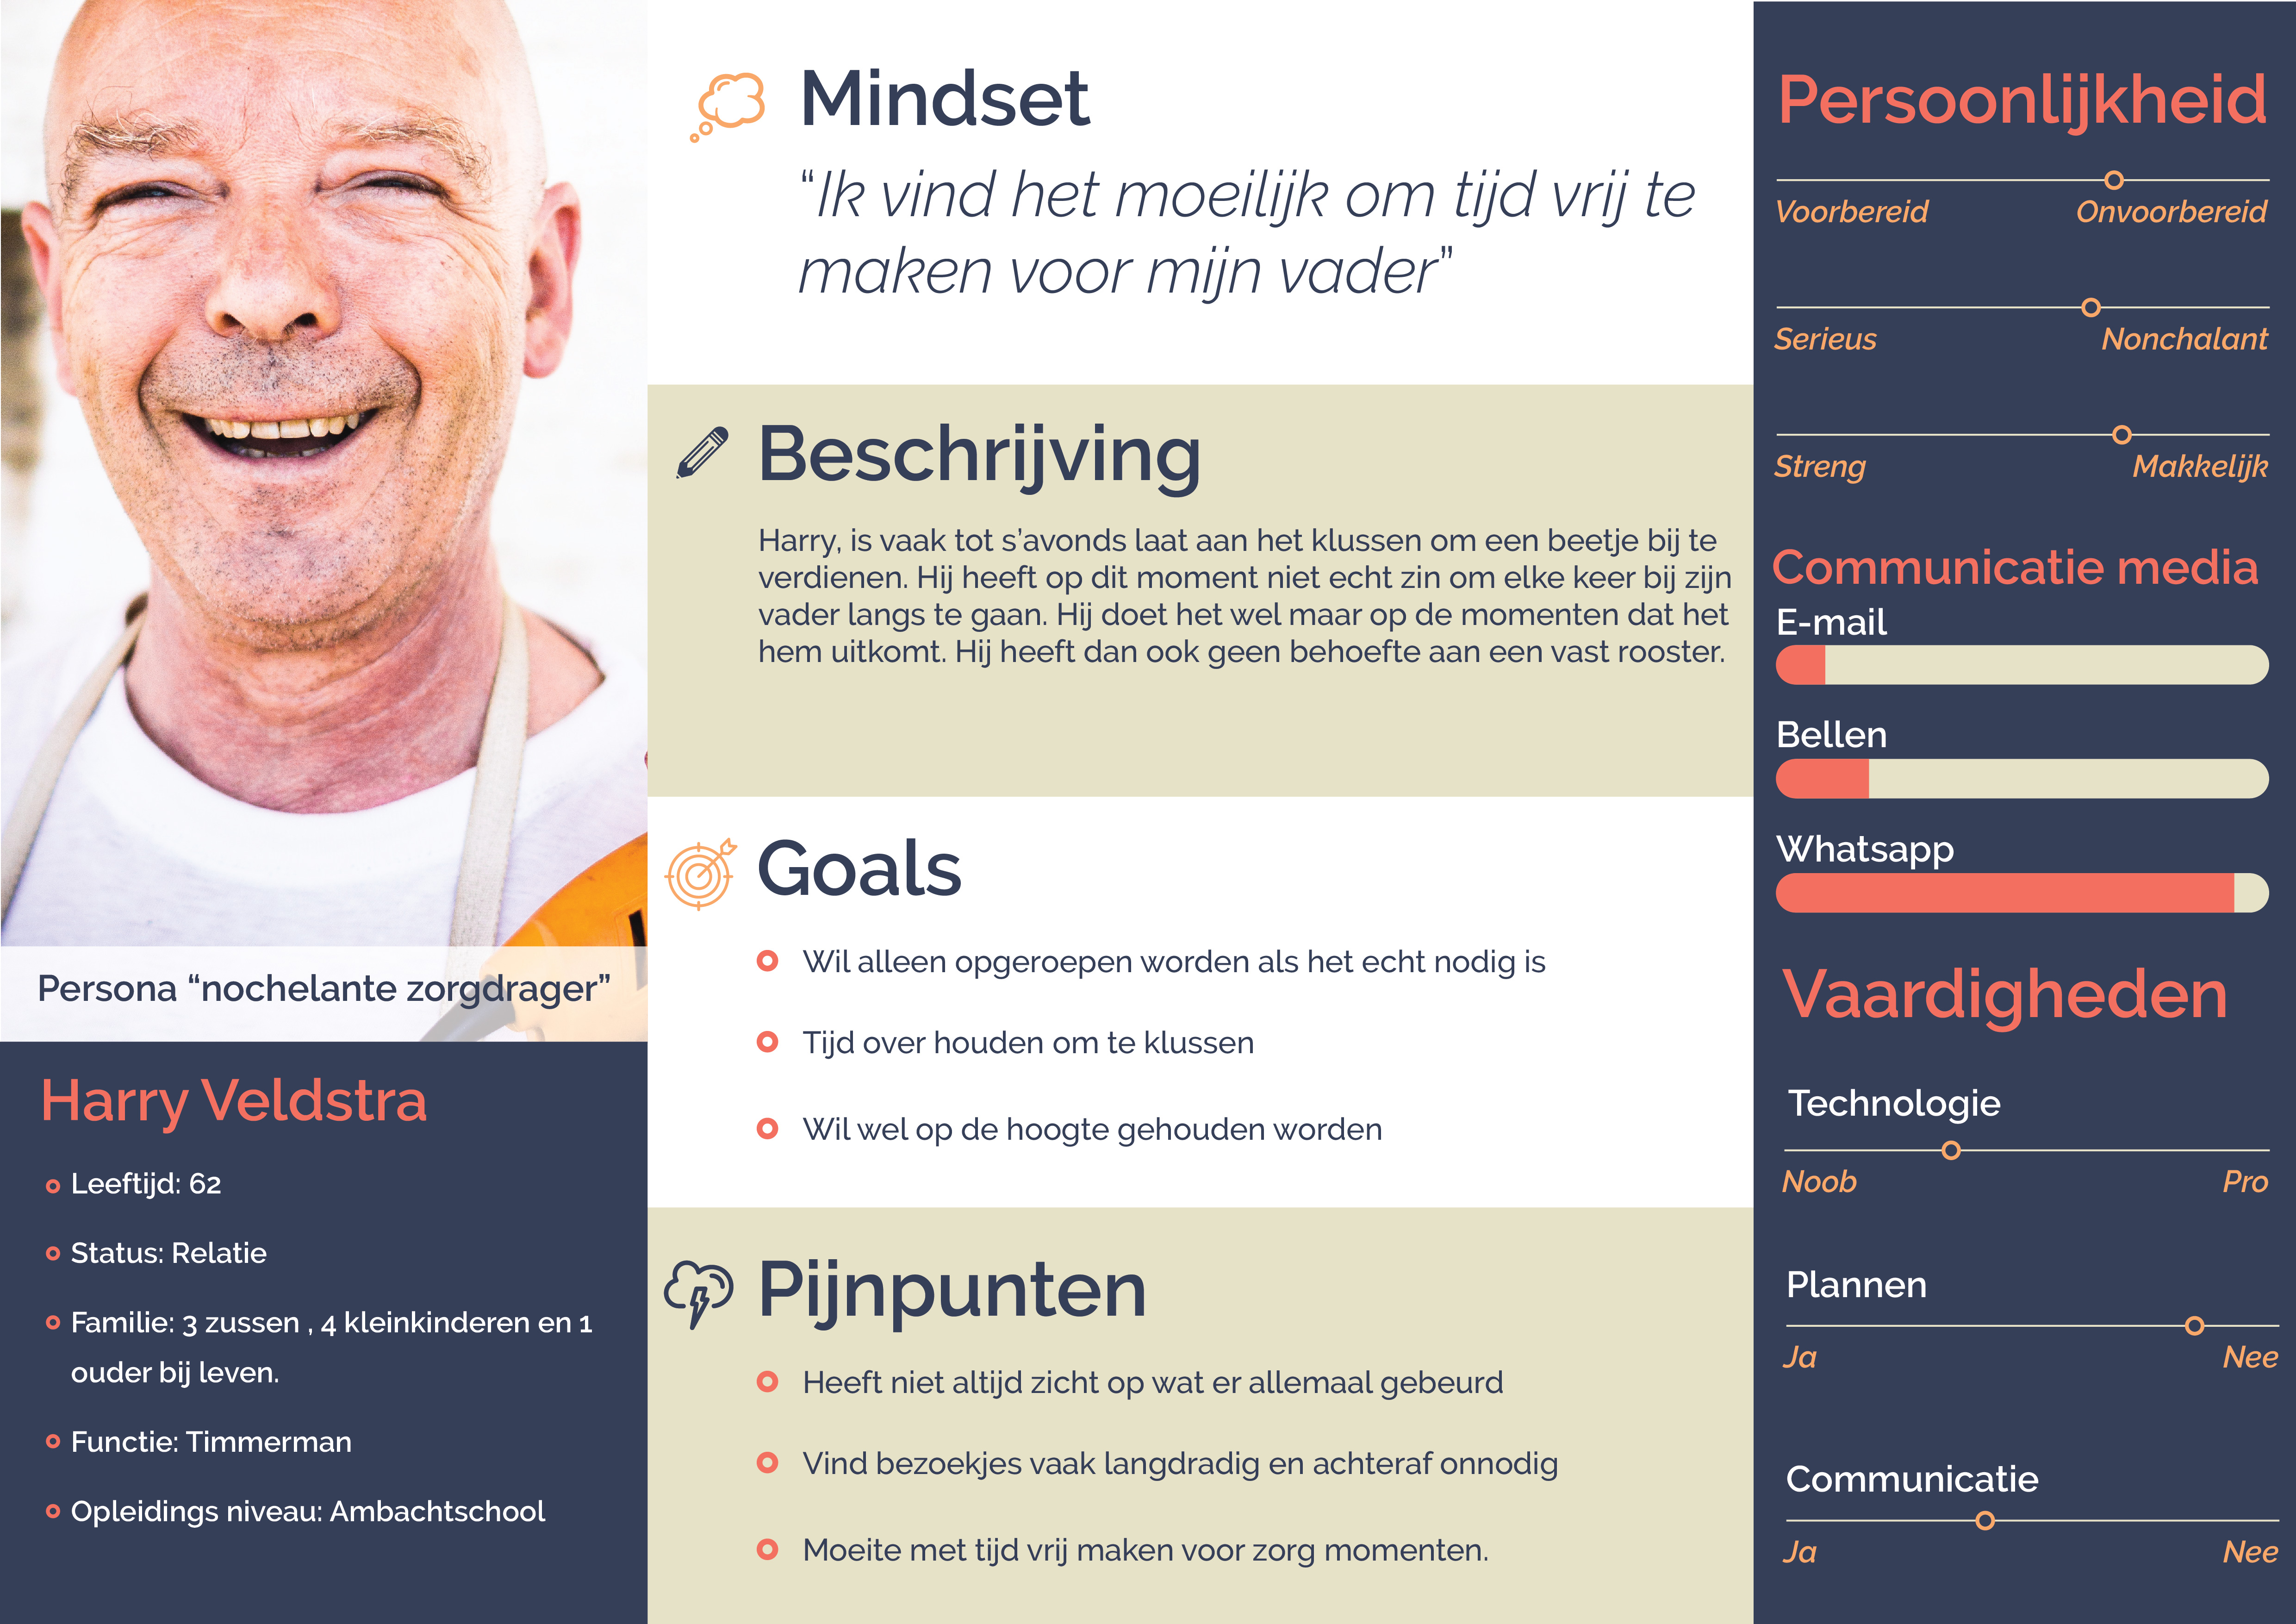 Persona “nochelante zorgdrager”
Harry Veldstra
Leeftijd: 62
Status: Relatie
Familie: 3 zussen , 4 kleinkinderen en 1
ouder bij leven.
Functie: Timmerman
Opleidings niveau: Ambachtschool
Mindset
“Ik vind het moeilijk om tijd vrij te
maken voor mijn vader”
Beschrijving
Harry, is vaak tot s’avonds laat aan het klussen om een beetje bij te
verdienen. Hij heeft op dit moment niet echt zin om elke keer bij zijn
vader langs te gaan. Hij doet het wel maar op de momenten dat het
hem uitkomt. Hij heeft dan ook geen behoefte aan een vast rooster.
Goals
Wil alleen opgeroepen worden als het echt nodig is
Tijd over houden om te klussen
Wil wel op de hoogte gehouden worden
Pijnpunten
Heeft niet altijd zicht op wat er allemaal gebeurd
Vind bezoekjes vaak langdradig en achteraf onnodig
Moeite met tijd vrij maken voor zorg momenten.
Persoonlijkheid
Voorbereid Onvoorbereid
Serieus Nonchalant
Streng Makkelijk
Communicatie media
E-mail
Bellen
Whatsapp
Vaardigheden
Technologie
Noob Pro
Plannen
Ja Nee
Communicatie
Ja Nee